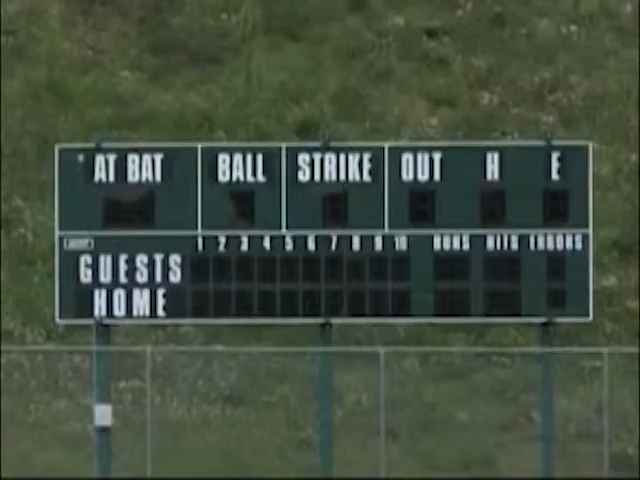 AT BAT BALL STRIKE OUT H E
1 2 3 4 5 6 7 8 9 10 RUNS HITS ERRORS
GUESTS
HOME